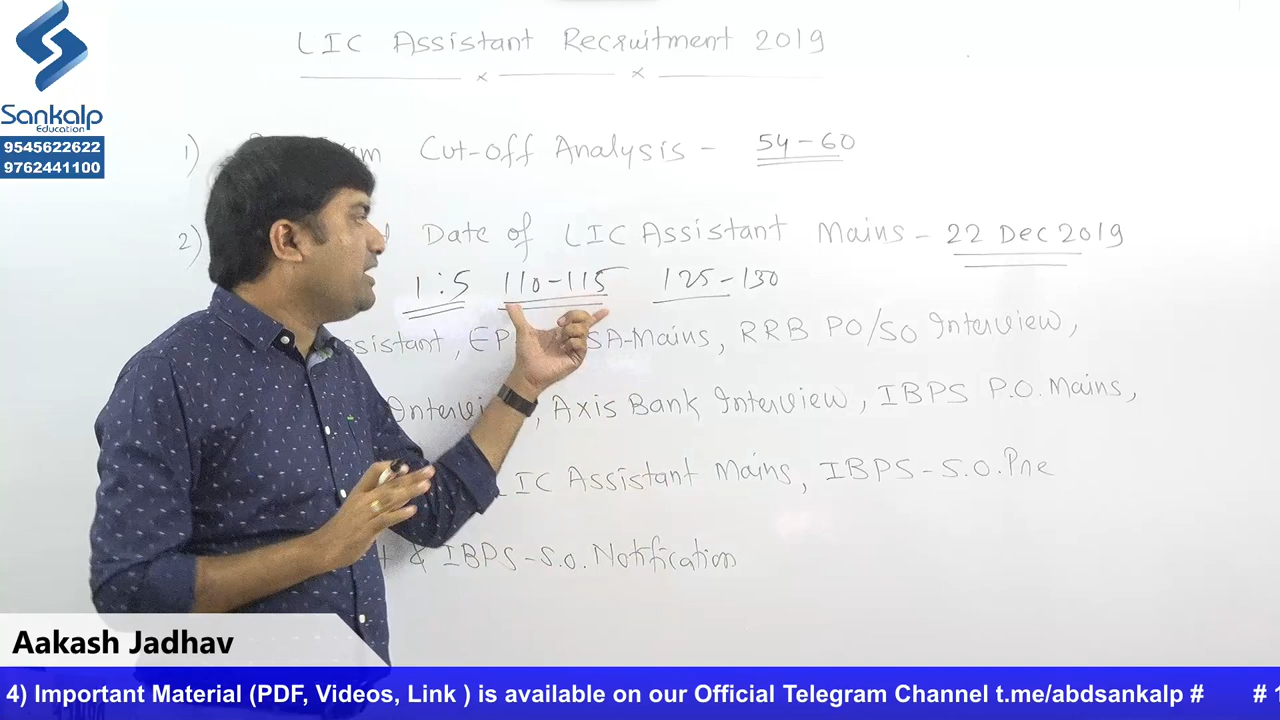 Sankalp
Education
9545622622
9762441100
LIC Assistant Recruitment 2019
1) Cut-off Analysis - 54-60
2) Date of LIC Assistant Mains - 22 Dec 2019
1:5 110-115 125-130
ssistant, EP SA-Mains, RRB PO/SO Interview,
Interview, Axis Bank Interview, IBPS P.O. Mains,
LIC Assistant Mains, IBPS-S.O. Pre
& IBPS-S.O. Notification
Aakash Jadhav
4) Important Material (PDF, Videos, Link ) is available on our Official Telegram Channel t.me/abdsankalp # #